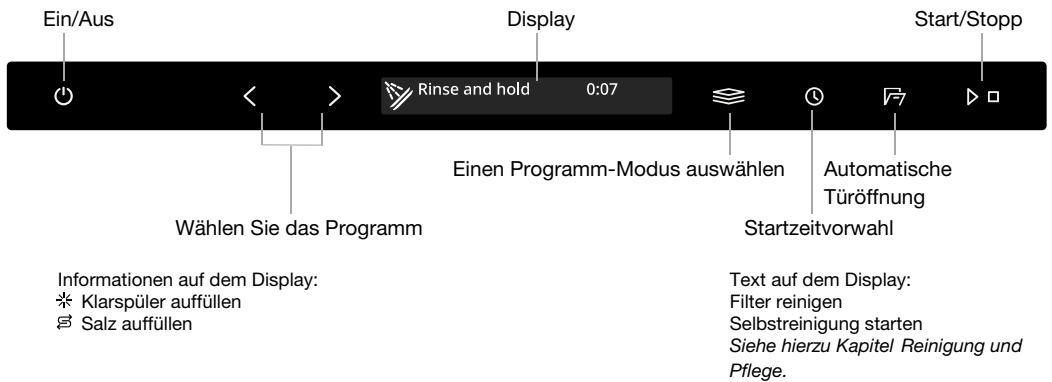 Ein/Aus
Display
Start/Stopp
Rinse and hold 0:07
Einen Programm-Modus auswählen
Automatische
Türöffnung
Wählen Sie das Programm
Startzeitvorwahl
Informationen auf dem Display:
Klarspüler auffüllen
Salz auffüllen
Text auf dem Display:
Filter reinigen
Selbstreinigung starten
Siehe hierzu Kapitel Reinigung und
Pflege.